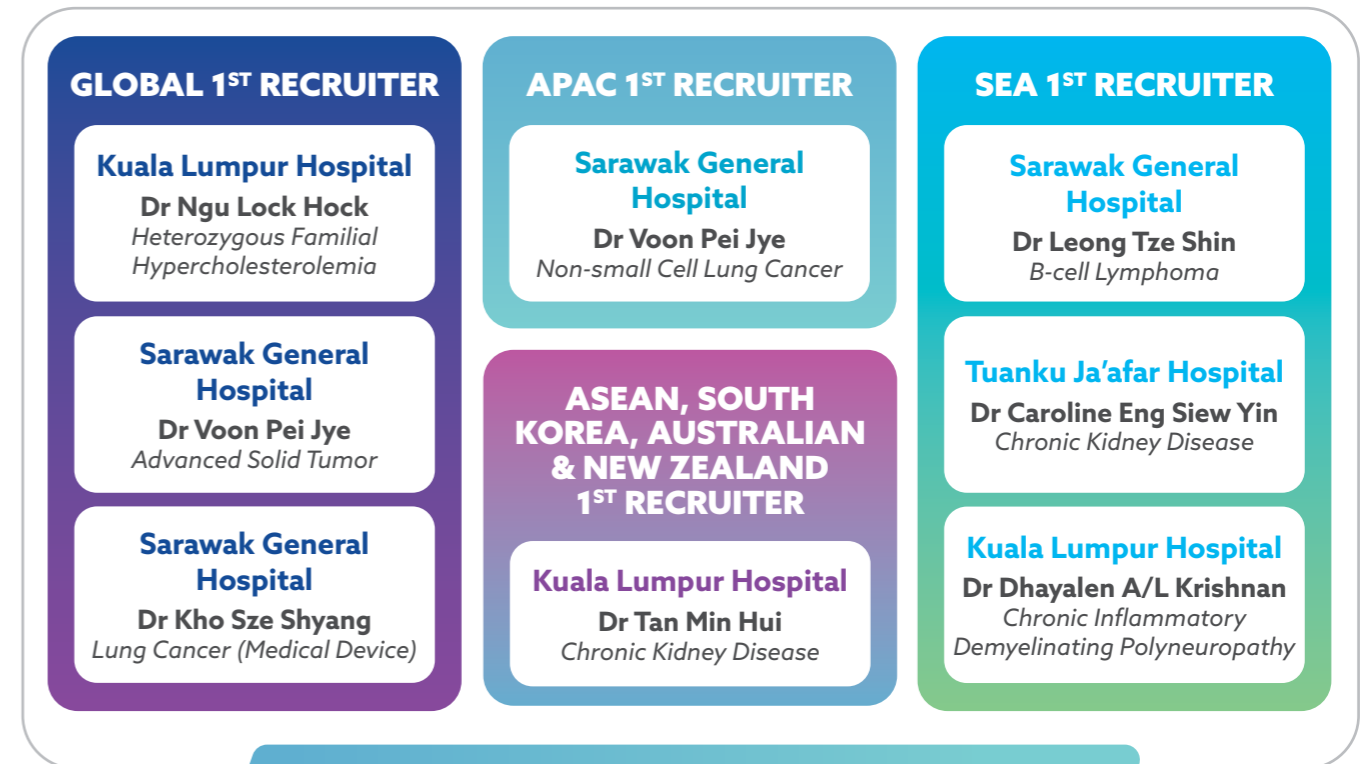 GLOBAL 1ST RECRUITER
Kuala Lumpur Hospital
Dr Ngu Lock Hock
Heterozygous Familial
Hypercholesterolemia
Sarawak General
Hospital
Dr Voon Pei Jye
Advanced Solid Tumor
Sarawak General
Hospital
Dr Kho Sze Shyang
Lung Cancer (Medical Device)
APAC 1ST RECRUITER
Sarawak General
Hospital
Dr Voon Pei Jye
Non-small Cell Lung Cancer
ASEAN, SOUTH
KOREA, AUSTRALIAN
& NEW ZEALAND
1ST RECRUITER
Kuala Lumpur Hospital
Dr Tan Min Hui
Chronic Kidney Disease
SEA 1ST RECRUITER
Sarawak General
Hospital
Dr Leong Tze Shin
B-cell Lymphoma
Tuanku Ja’afar Hospital
Dr Caroline Eng Siew Yin
Chronic Kidney Disease
Kuala Lumpur Hospital
Dr Dhayalen A/L Krishnan
Chronic Inflammatory
Demyelinating Polyneuropathy